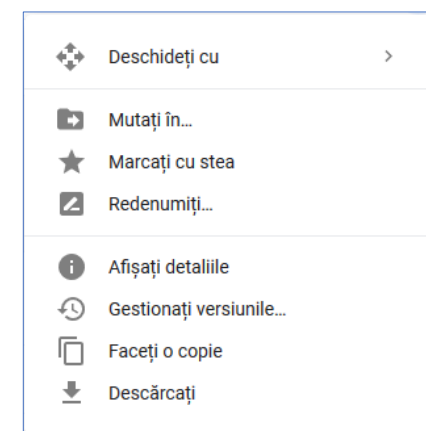 Deschideți cu
Mutați în…
Marcați cu stea
Redenumiți…
Afișați detaliile
Gestionați versiunile…
Faceți o copie
Descărcați